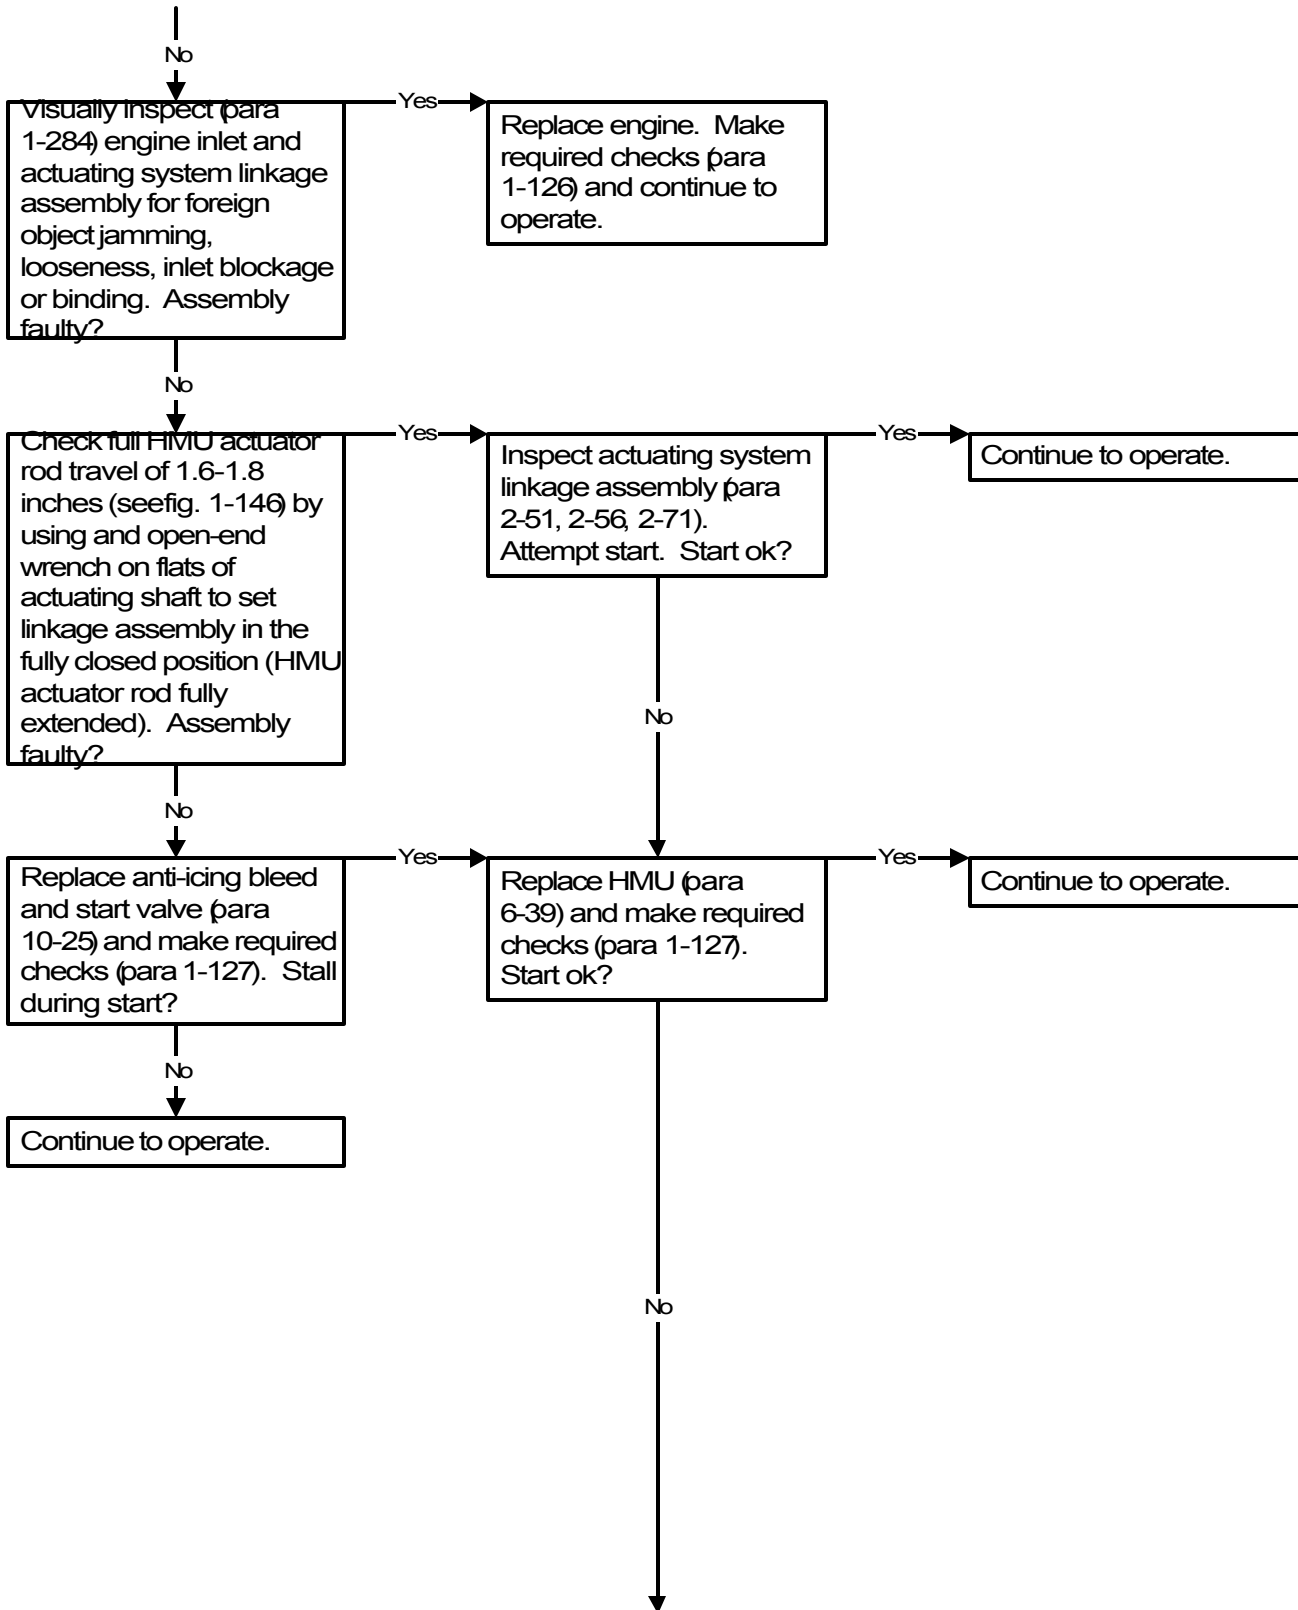 No
Visually inspect (para
1-284) engine inlet and
actuating system linkage
assembly for foreign
object jamming,
looseness, inlet blockage
or binding.  Assembly
faulty?
Yes
Replace engine.  Make
required checks (para
1-126) and continue to
operate.
No
Check full HMU actuator
rod travel of 1.6-1.8
inches (seefig. 1-146) by
using and open-end
wrench on flats of
actuating shaft to set
linkage assembly in the
fully closed position (HMU
actuator rod fully
extended).  Assembly
faulty?
Yes
Inspect actuating system
linkage assembly (para
2-51, 2-56, 2-71).
Attempt start.  Start ok?
Yes
Continue to operate.
No
No
Replace anti-icing bleed
and start valve (para
10-25) and make required
checks (para 1-127).  Stall
during start?
Yes
Replace HMU (para
6-39) and make required
checks (para 1-127).
Start ok?
Yes
Continue to operate.
No
Continue to operate.
No